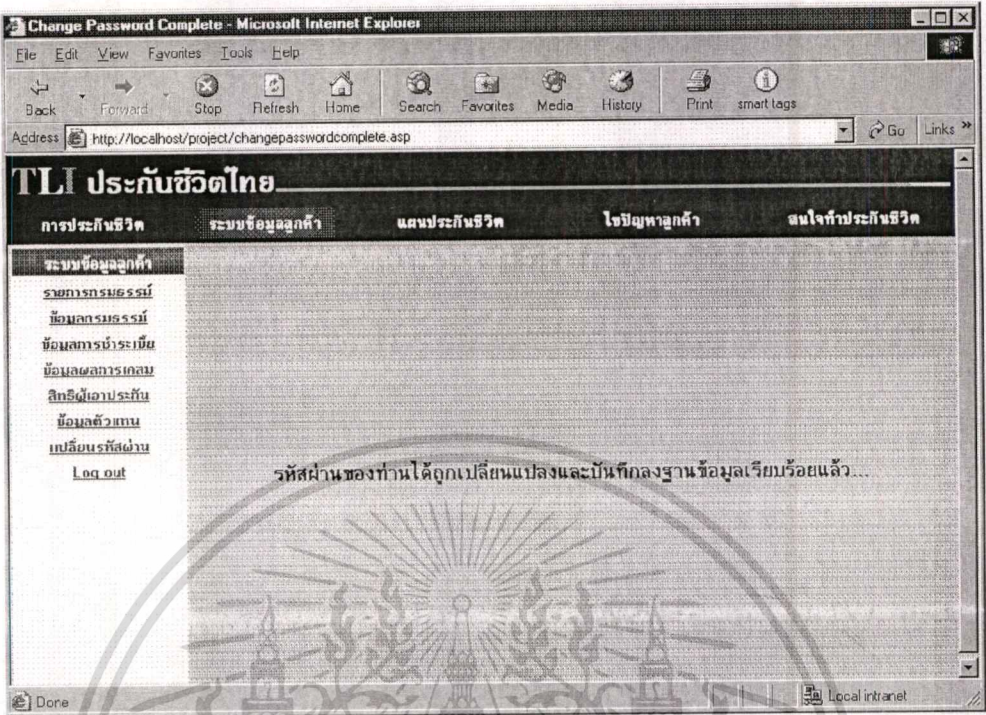 Change Password Complete - Microsoft Internet Explorer
File Edit View Favorites Tools Help
Back Forward Stop Refresh Home Search Favorites Media History Print smart tags
Address http://localhost/project/changepasswordcomplete.asp Go Links »
TLI ประกันชีวิตไทย
การประกันชีวิต ระบบข้อมูลลูกค้า แผนประกันชีวิต ไขปัญหาลูกค้า สนใจทำประกันชีวิต
ระบบข้อมูลลูกค้า
รายการกรมธรรม์
ข้อมูลกรมธรรม์
ข้อมูลการชำระเบี้ย
ข้อมูลผลการเคลม
สิทธิผู้เอาประกัน
ข้อมูลตัวแทน
เปลี่ยนรหัสผ่าน
Log out
รหัสผ่านของท่านได้ถูกเปลี่ยนแปลงและบันทึกลงฐานข้อมูลเรียบร้อยแล้ว....
Done Local intranet